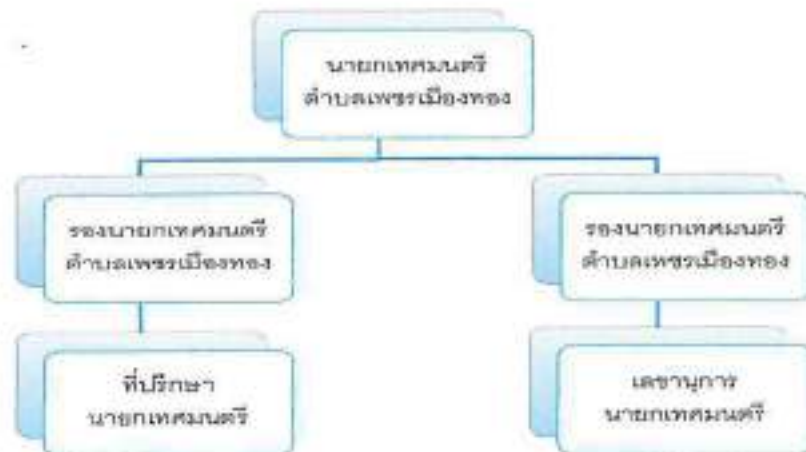 นายกเทศมนตรี
ตำบลเพชรเมืองทอง
รองนายกเทศมนตรี
ตำบลเพชรเมืองทอง
รองนายกเทศมนตรี
ตำบลเพชรเมืองทอง
ที่ปรึกษา
นายกเทศมนตรี
เลขานุการ
นายกเทศมนตรี